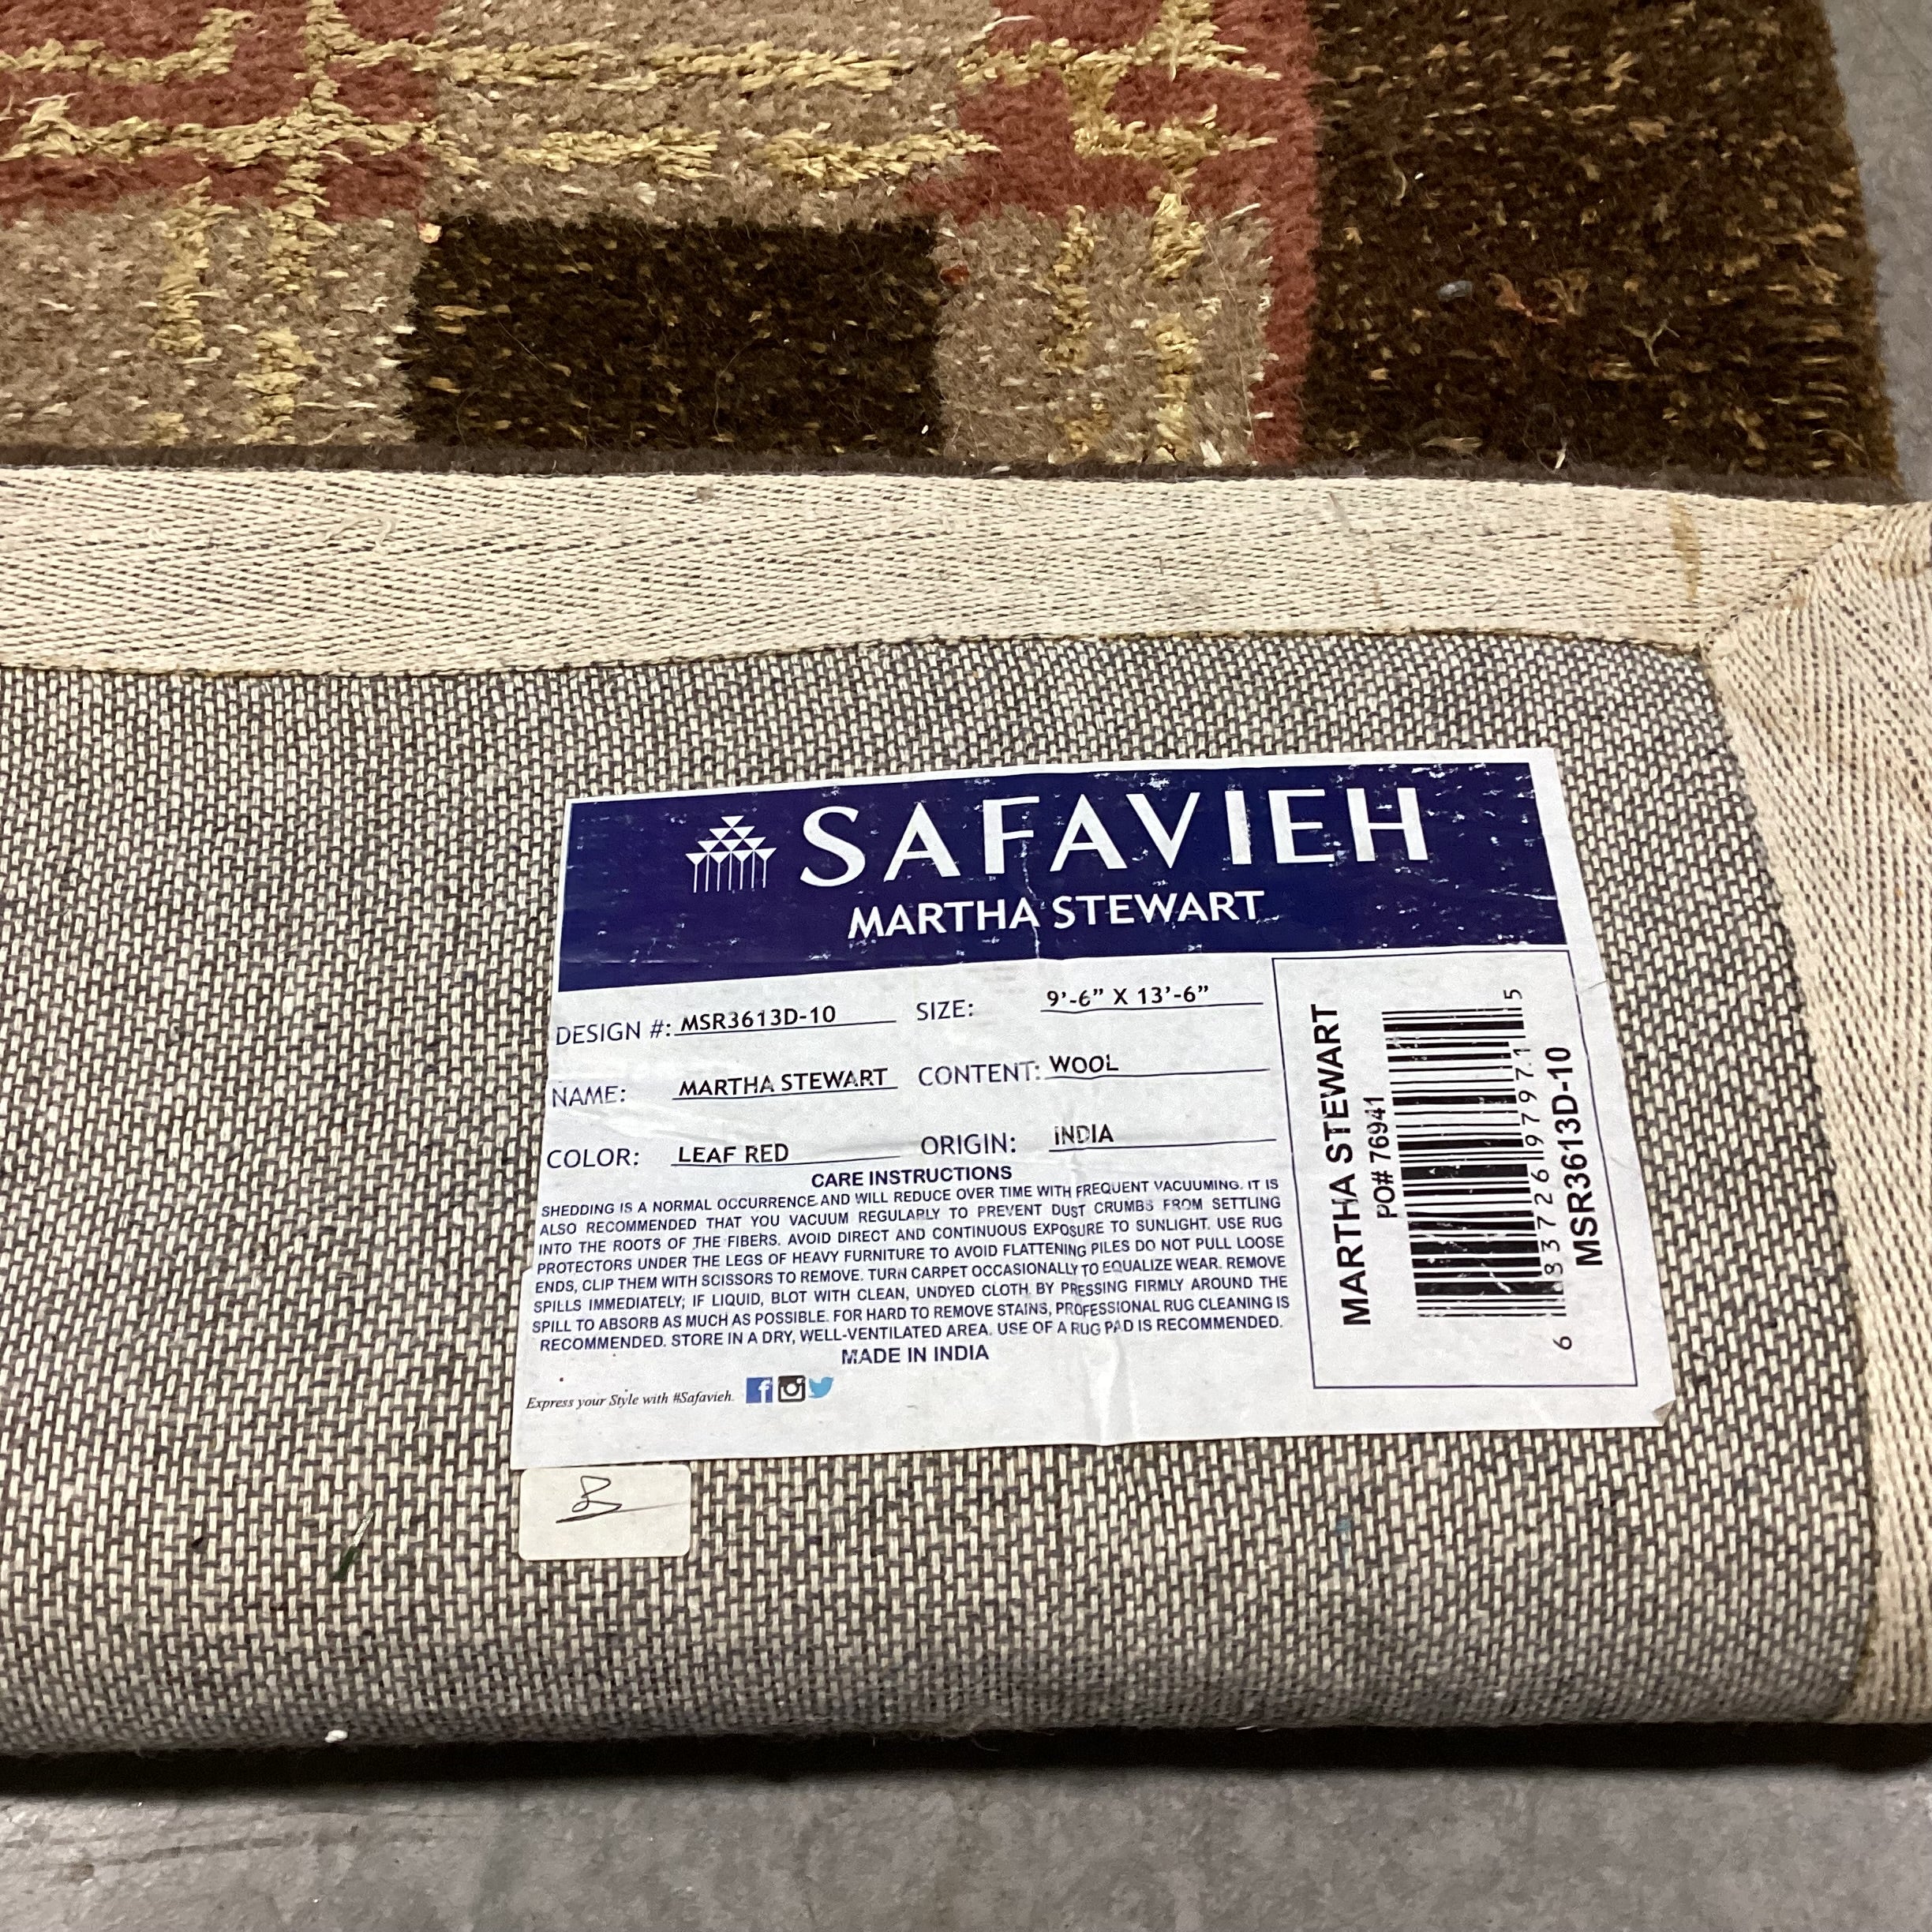 SAFAVIEH
MARTHA STEWART
DESIGN #: MSR3613D-10 SIZE: 9'-6" X 13'-6"
NAME: MARTHA STEWART CONTENT: WOOL
COLOR: LEAF RED ORIGIN: INDIA
CARE INSTRUCTIONS
SHEDDING IS A NORMAL OCCURRENCE AND WILL REDUCE OVER TIME WITH FREQUENT VACUUMING. IT IS
ALSO RECOMMENDED THAT YOU VACUUM REGULARLY TO PREVENT DUST CRUMBS FROM SETTLING
INTO THE ROOTS OF THE FIBERS. AVOID DIRECT AND CONTINUOUS EXPOSURE TO SUNLIGHT. USE RUG
PROTECTORS UNDER THE LEGS OF HEAVY FURNITURE TO AVOID FLATTENING PILES DO NOT PULL LOOSE
ENDS, CLIP THEM WITH SCISSORS TO REMOVE. TURN CARPET OCCASIONALLY TO EQUALIZE WEAR. REMOVE
SPILLS IMMEDIATELY; IF LIQUID, BLOT WITH CLEAN, UNDYED CLOTH BY PRESSING FIRMLY AROUND THE
SPILL TO ABSORB AS MUCH AS POSSIBLE. FOR HARD TO REMOVE STAINS, PROFESSIONAL RUG CLEANING IS
RECOMMENDED. STORE IN A DRY, WELL-VENTILATED AREA. USE OF A RUG PAD IS RECOMMENDED.
MADE IN INDIA
Express your Style with #Safavieh.
MARTHA STEWART
PO# 76941
6 83726 97971 5
MSR3613D-10